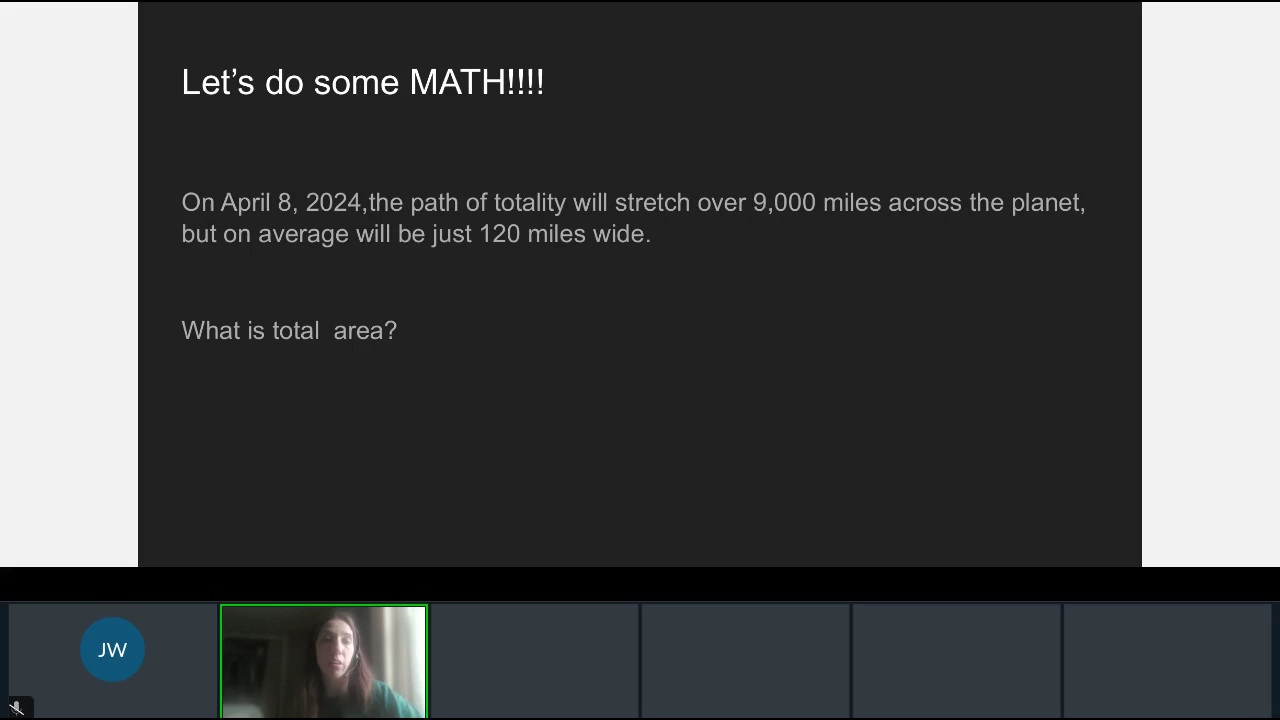 Let’s do some MATH!!!!
On April 8, 2024,the path of totality will stretch over 9,000 miles across the planet,
but on average will be just 120 miles wide.
What is total  area?
JW